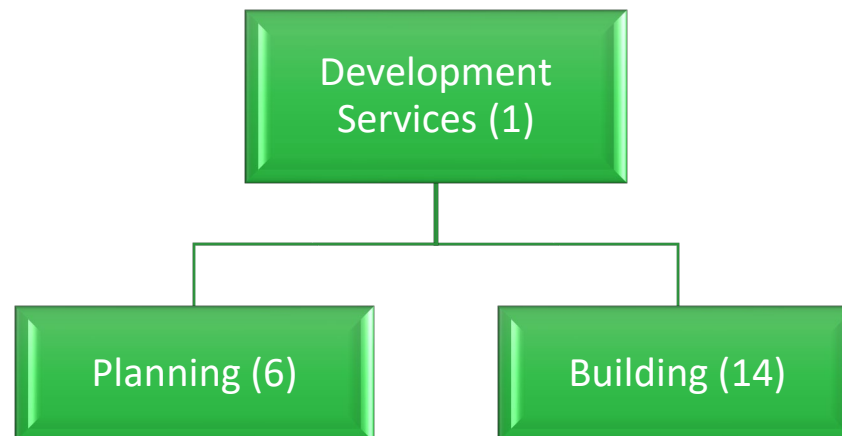 Development
Services (1)
Planning (6)
Building (14)